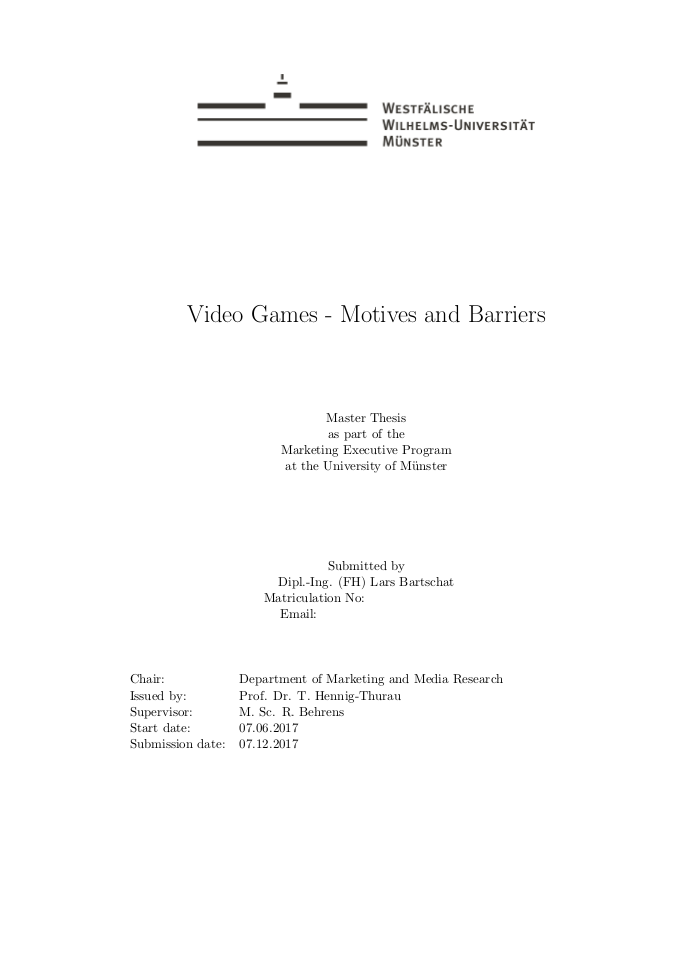 WESTFÄLISCHE
WILHELMS-UNIVERSITÄT
MÜNSTER
Video Games - Motives and Barriers
Master Thesis
as part of the
Marketing Executive Program
at the University of Münster
Submitted by
Dipl.-Ing. (FH) Lars Bartschat
Matriculation No:
Email:
Chair: Department of Marketing and Media Research
Issued by: Prof. Dr. T. Hennig-Thurau
Supervisor: M. Sc. R. Behrens
Start date: 07.06.2017
Submission date: 07.12.2017